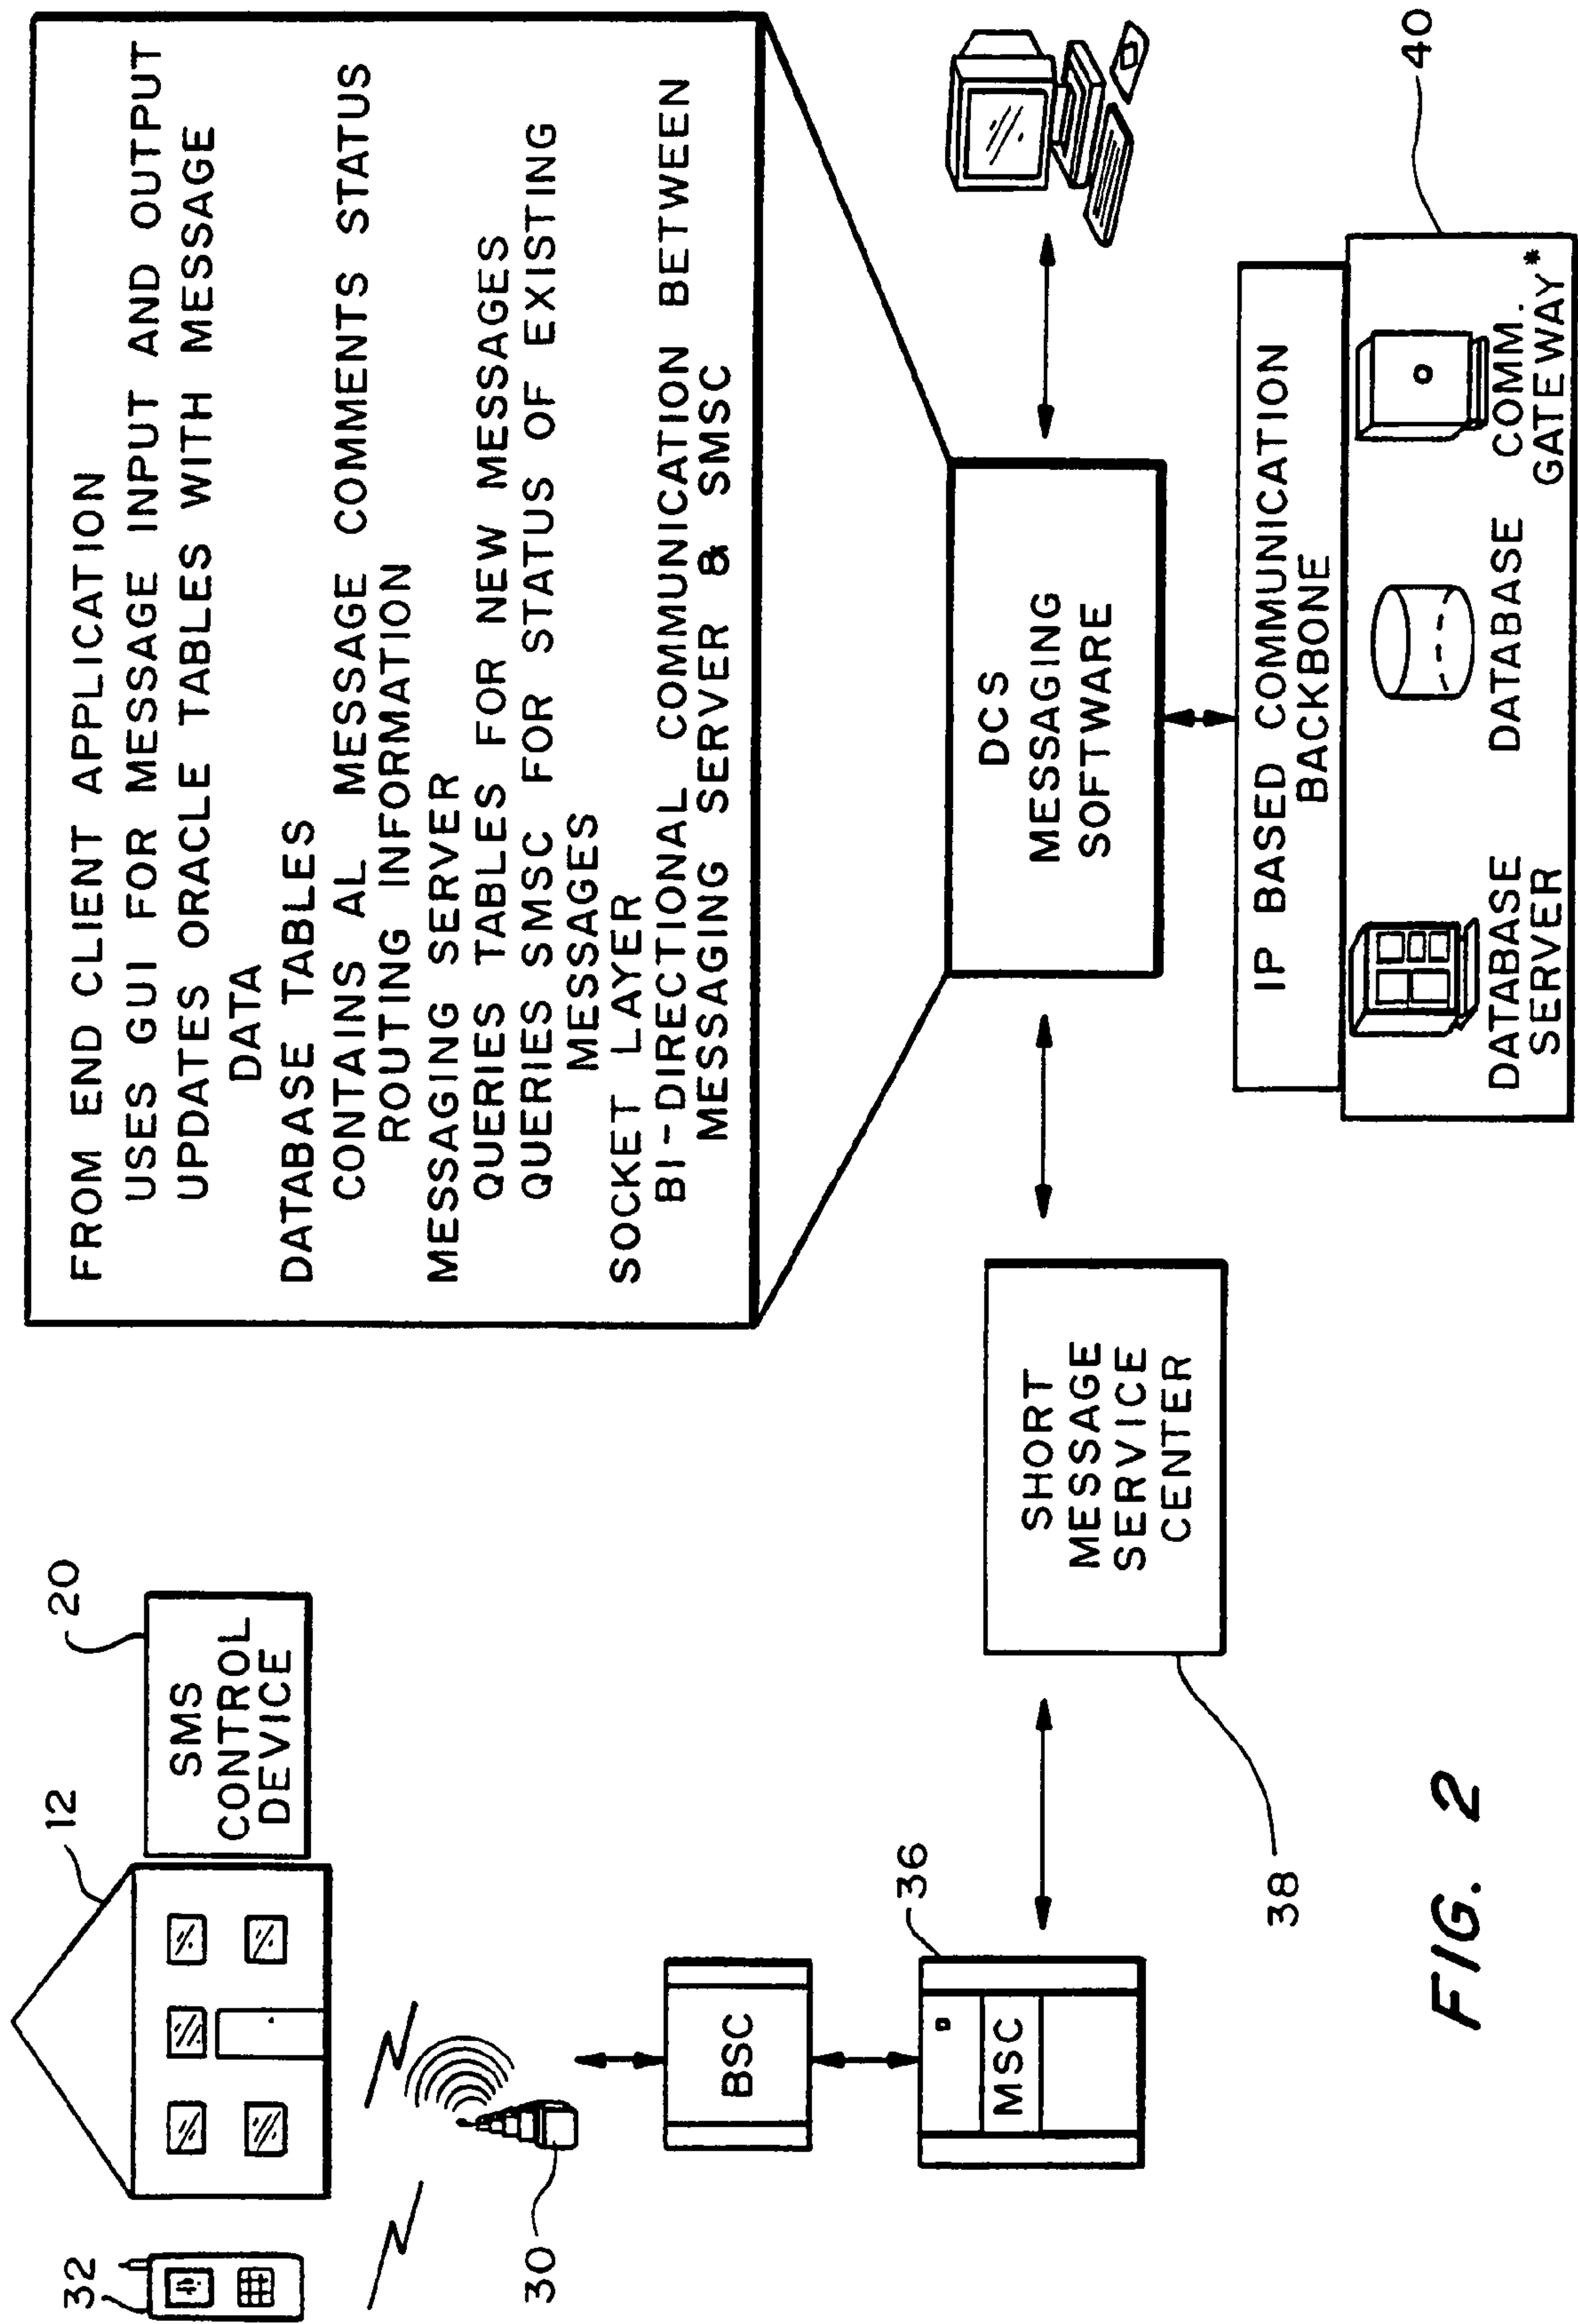 32
12
20
SMS
CONTROL
DEVICE
30
BSC
36
MSC
38
SHORT
MESSAGE
SERVICE
CENTER
FROM END CLIENT APPLICATION
USES GUI FOR MESSAGE INPUT AND OUTPUT
UPDATES ORACLE TABLES WITH MESSAGE
DATA
DATABASE TABLES
CONTAINS AL MESSAGE COMMENTS STATUS
ROUTING INFORMATION
MESSAGING SERVER
QUERIES TABLES FOR NEW MESSAGES
QUERIES SMSC FOR STATUS OF EXISTING
MESSAGES
SOCKET LAYER
BI-DIRECTIONAL COMMUNICATION BETWEEN
MESSAGING SERVER & SMSC
DCS
MESSAGING
SOFTWARE
IP BASED COMMUNICATION
BACKBONE
DATABASE
SERVER
DATABASE
COMM.
GATEWAY*
40
FIG. 2